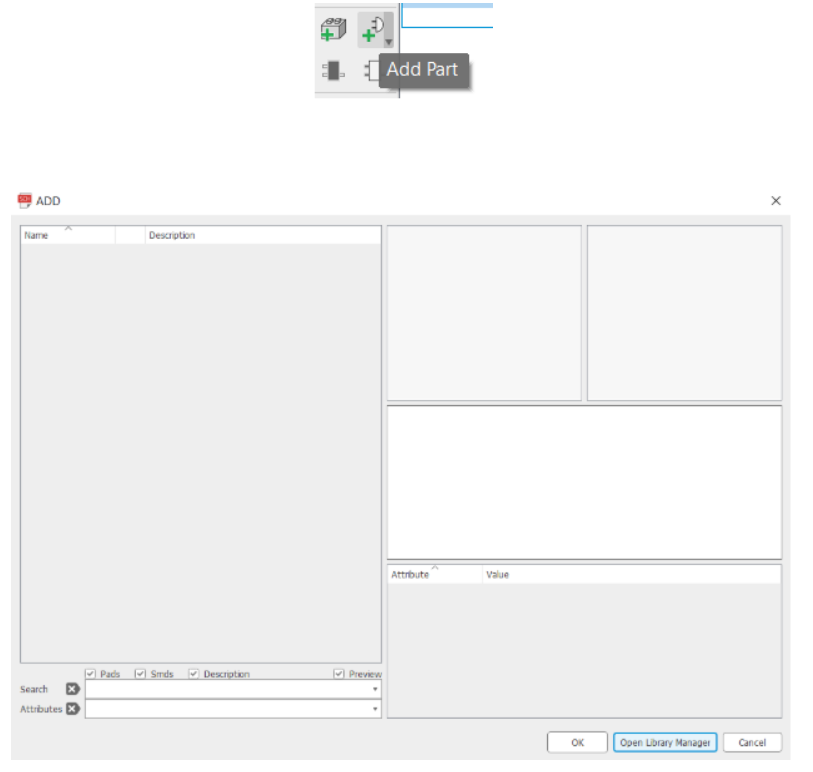 Add Part
ADD
Name Description
Attribute Value
Pads Smds Description Preview
Search
Attributes
OK Open Library Manager Cancel